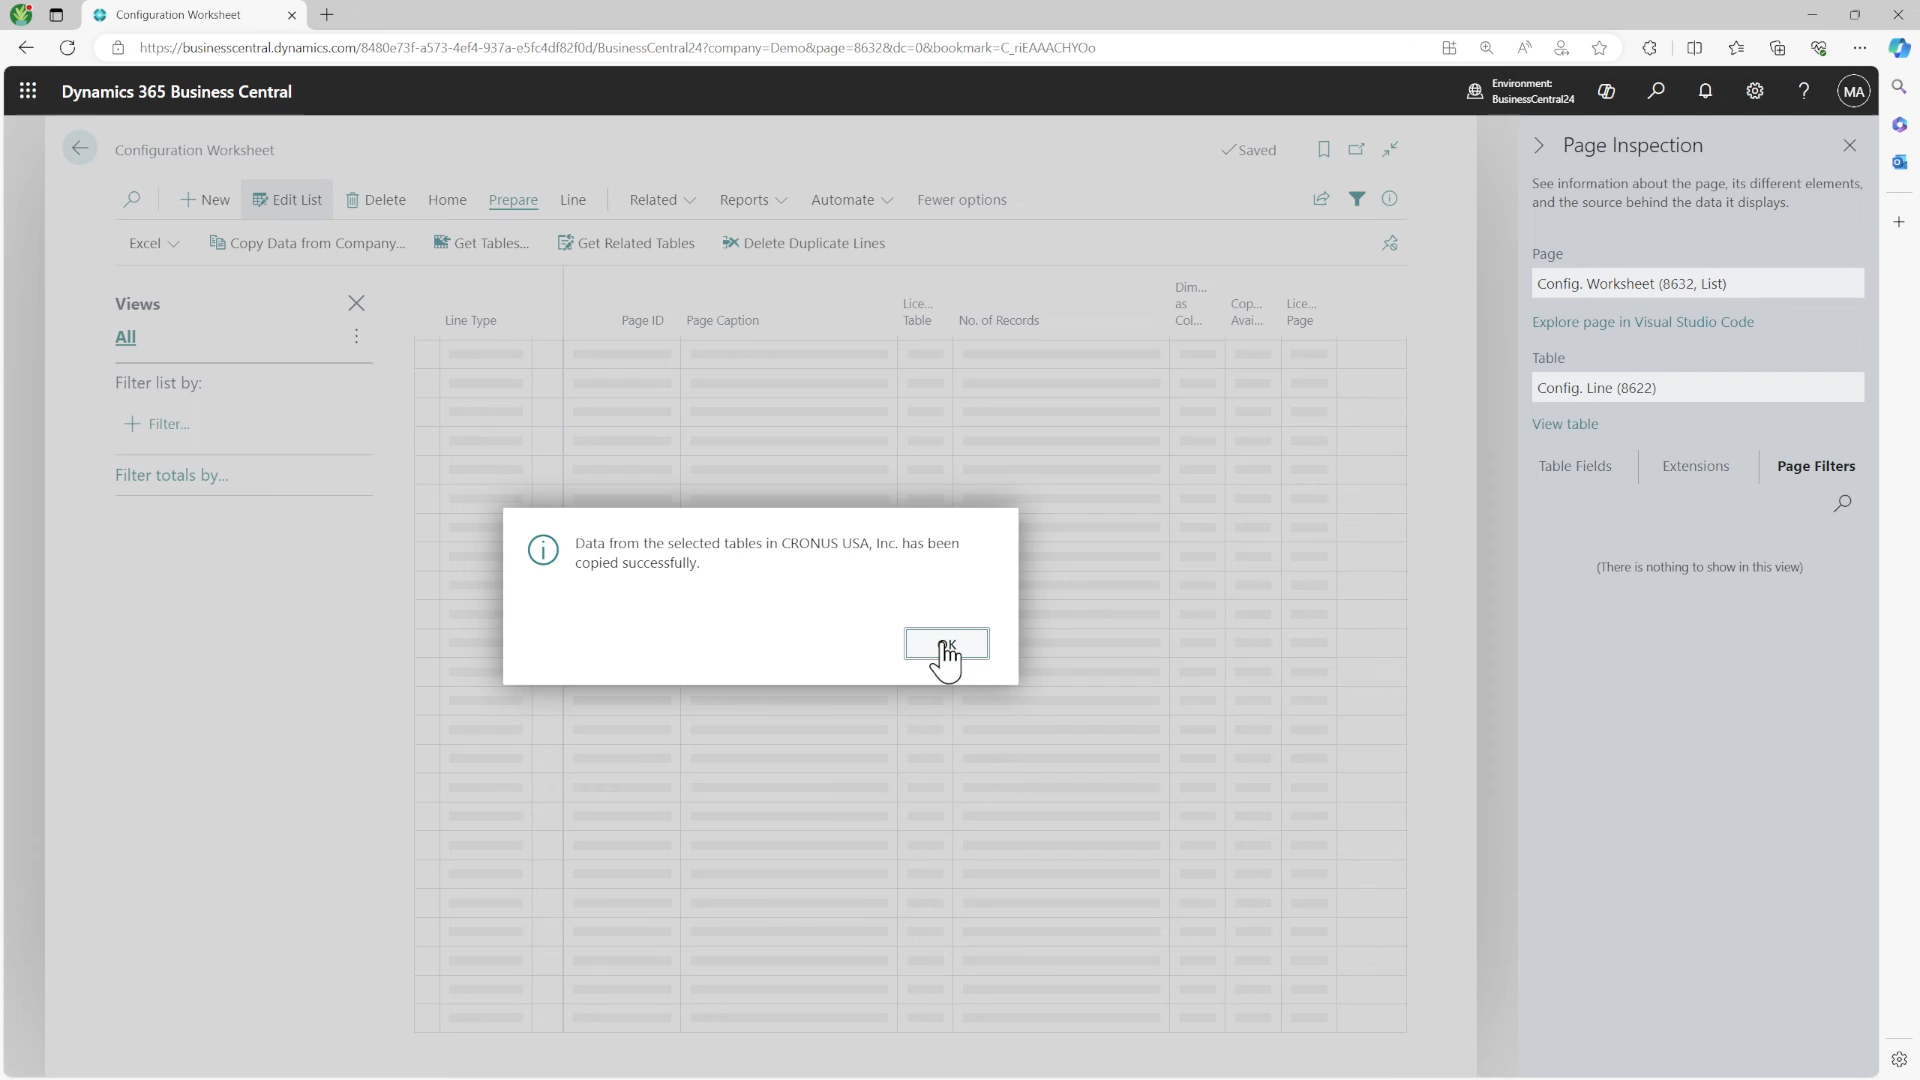 Configuration Worksheet
https://businesscentral.dynamics.com/8480e73f-a573-4ef4-937a-e5fc4df82f0d/BusinessCentral24?company=Demo&page=8632&dc=0&bookmark=C_riEAAACHYOo
Dynamics 365 Business Central
Environment:
BusinessCentral24
MA
Configuration Worksheet
Saved
New
Edit List
Delete
Home
Prepare
Line
Related
Reports
Automate
Fewer options
Excel
Copy Data from Company...
Get Tables...
Get Related Tables
Delete Duplicate Lines
Views
All
Filter list by:
Filter...
Filter totals by...
Line Type
Page ID
Page Caption
Lice...
Table
No. of Records
Dim...
as
Col...
Cop...
Avai...
Lice...
Page
Data from the selected tables in CRONUS USA, Inc. has been
copied successfully.
OK
Page Inspection
See information about the page, its different elements,
and the source behind the data it displays.
Page
Config. Worksheet (8632, List)
Explore page in Visual Studio Code
Table
Config. Line (8622)
View table
Table Fields
Extensions
Page Filters
(There is nothing to show in this view)